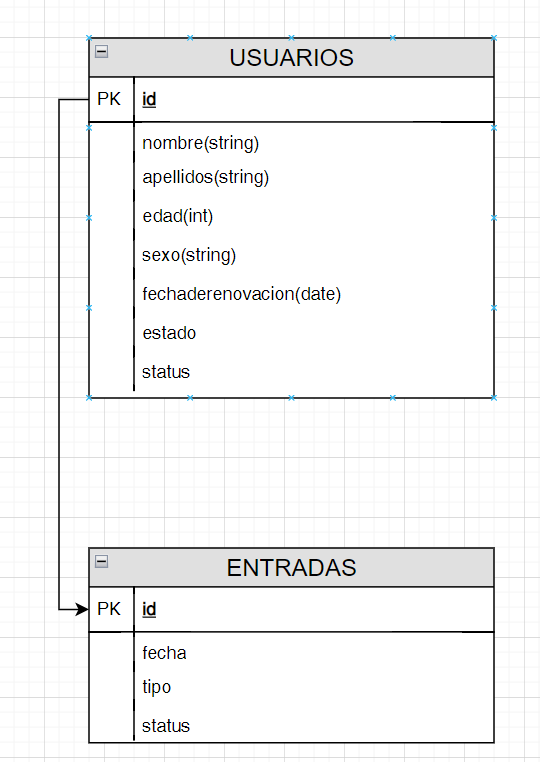 USUARIOS
PK id
nombre(string)
apellidos(string)
edad(int)
sexo(string)
fechaderenovacion(date)
estado
status
ENTRADAS
PK id
fecha
tipo
status